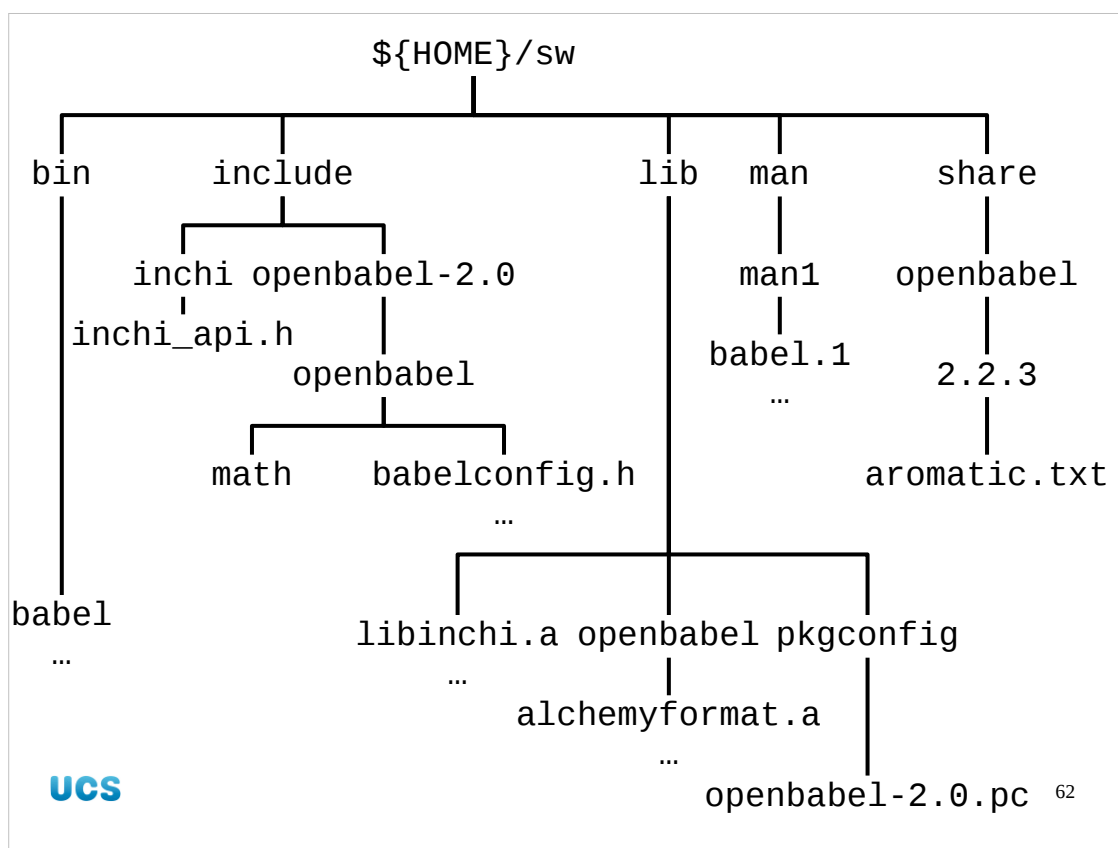 ${HOME}/sw
bin include lib man share
inchi openbabel-2.0 man1 openbabel
inchi_api.h
babel.1
openbabel 2.2.3
…
math babelconfig.h aromatic.txt
…
babel
libinchi.a openbabel pkgconfig
…
…
alchemyformat.a
…
UCS
openbabel-2.0.pc 62